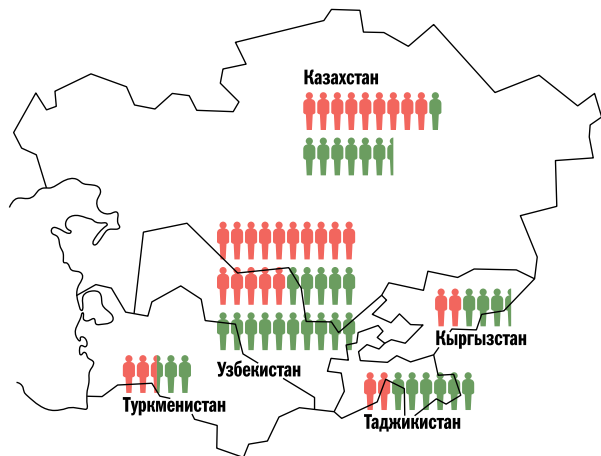 Казахстан
Узбекистан
Кыргызстан
Туркменистан
Таджикистан